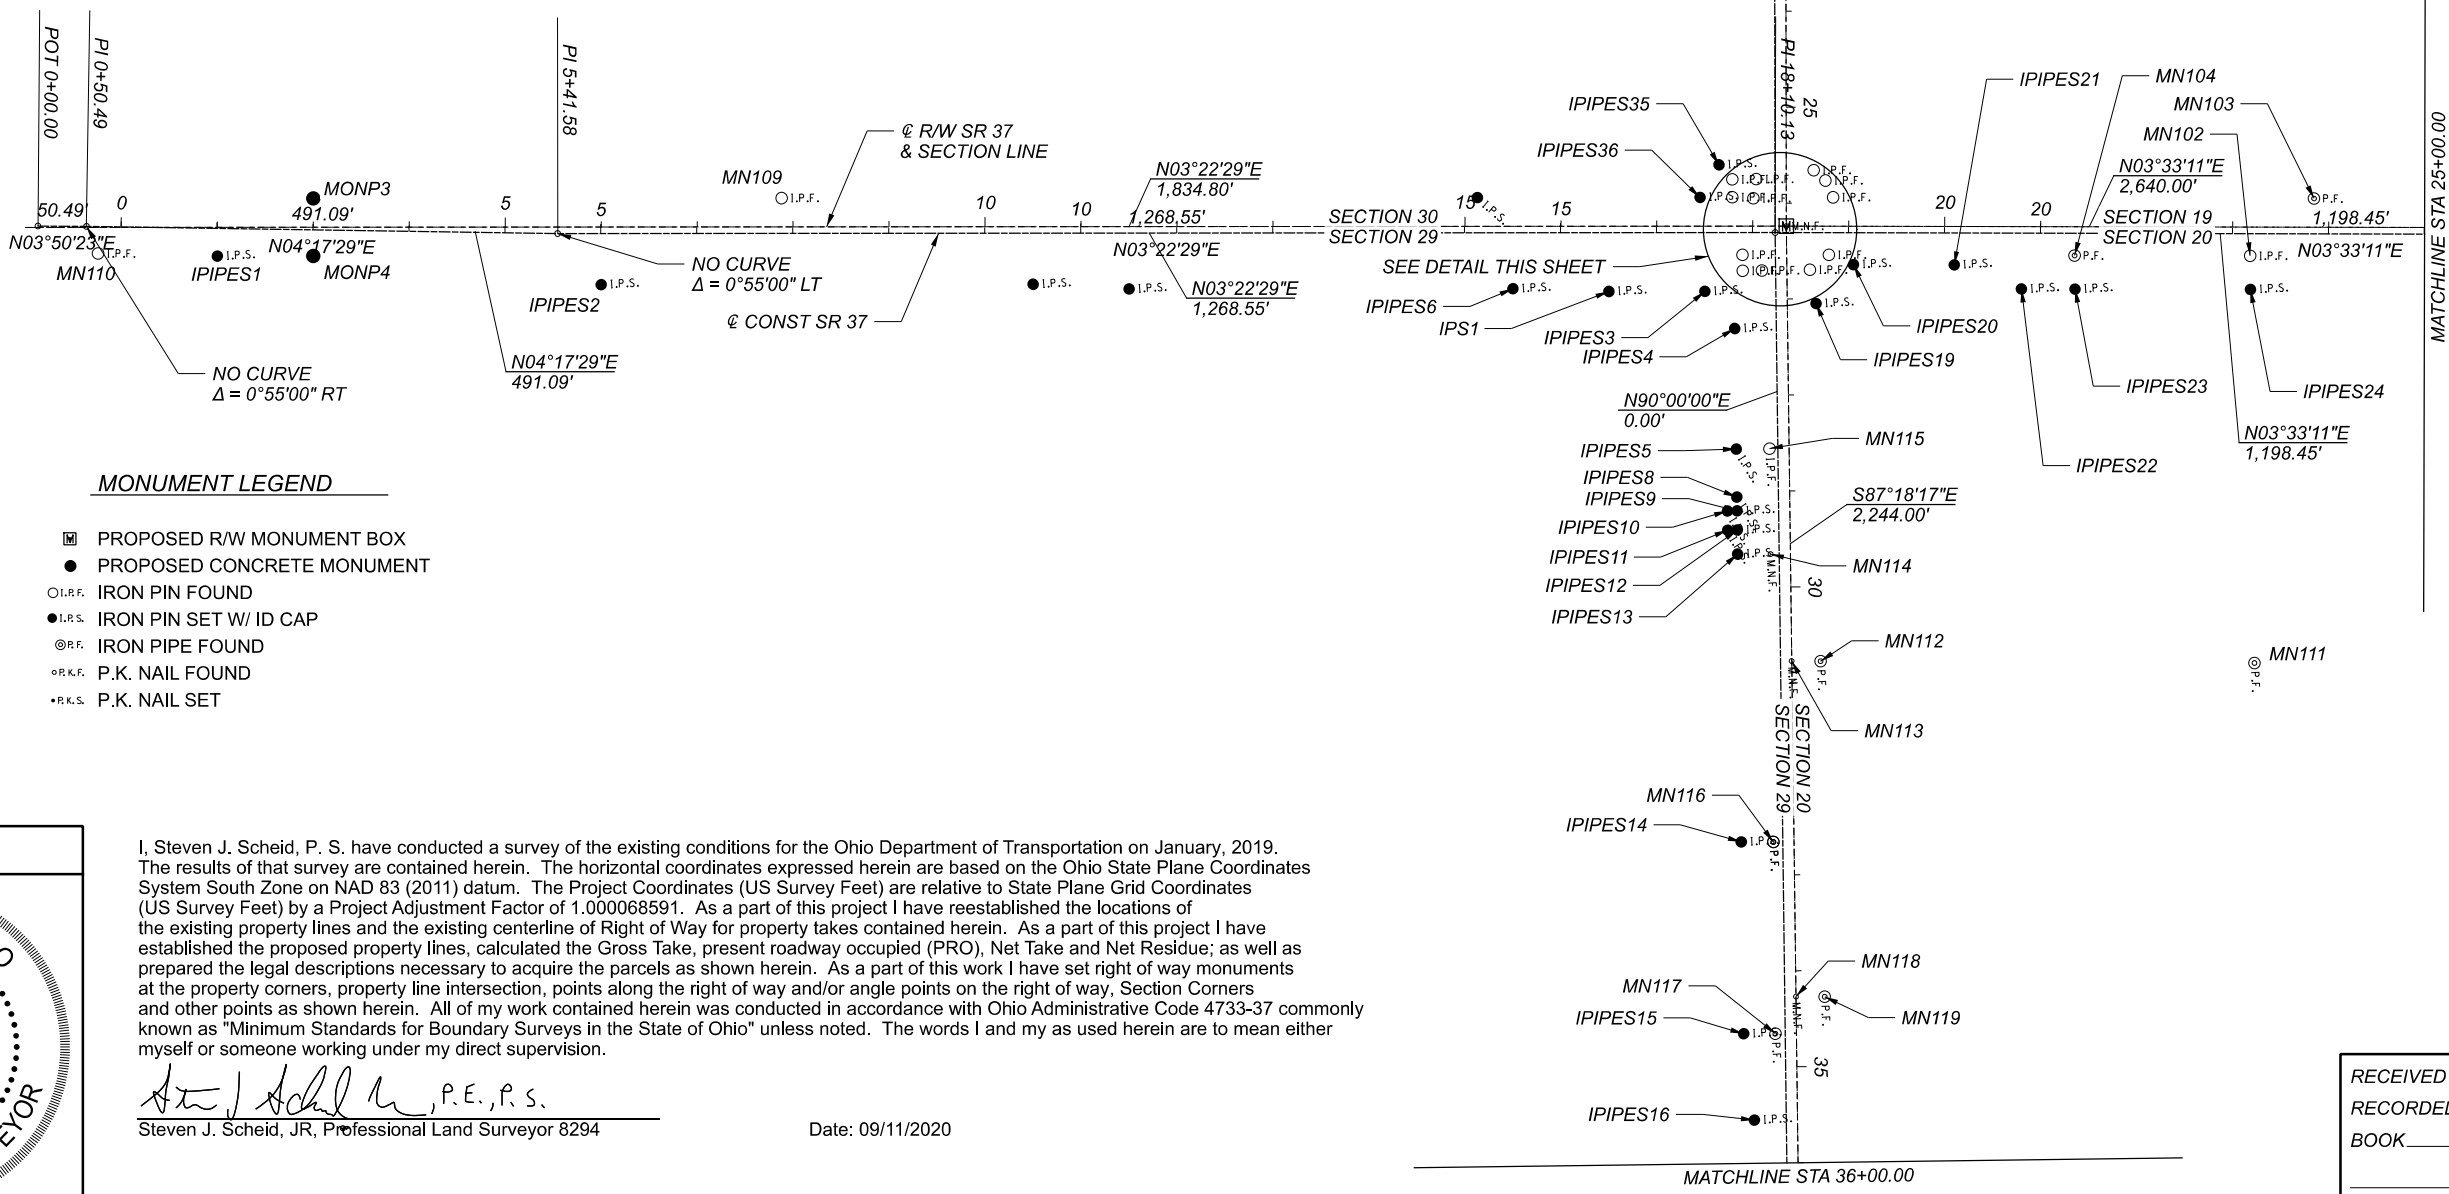 POT 0+00.00
PI 0+50.49
PI 5+41.58
PI 18+10.13
25
MATCHLINE STA 25+00.00
℄ R/W SR 37
& SECTION LINE
MONP3
491.09'
MN109
I.P.F.
N03°22'29"E
1,834.80'
50.49'
0
5
5
10
10
15
15
20
20
1,268.55'
N03°50'23"E
I.P.F.
MN110
I.P.S.
IPIPES1
N04°17'29"E
MONP4
IPIPES2
I.P.S.
NO CURVE
Δ = 0°55'00" LT
℄ CONST SR 37
N03°22'29"E
I.P.S.
I.P.S.
N03°22'29"E
1,268.55'
NO CURVE
Δ = 0°55'00" RT
N04°17'29"E
491.09'
SECTION 30
SECTION 29
I.P.S.
IPIPES35
I.P.S.
IPIPES36
I.P.S.
I.P.F.
I.P.F.
I.P.F.
M.N.F.
SEE DETAIL THIS SHEET
IPIPES6
I.P.S.
IPS1
I.P.S.
IPIPES3
I.P.S.
IPIPES4
I.P.S.
I.P.F.
I.P.F.
I.P.F.
I.P.S.
IPIPES20
I.P.S.
IPIPES19
IPIPES21
I.P.S.
MN104
P.F.
MN103
P.F.
MN102
I.P.F.
N03°33'11"E
2,640.00'
1,198.45'
SECTION 19
SECTION 20
N03°33'11"E
I.P.S.
I.P.S.
I.P.S.
IPIPES23
IPIPES24
IPIPES22
N03°33'11"E
1,198.45'
N90°00'00"E
0.00'
IPIPES5
I.P.S.
MN115
I.P.F.
IPIPES8
IPIPES9
I.P.S.
IPIPES10
I.P.S.
IPIPES11
IPIPES12
I.P.S.
IPIPES13
S87°18'17"E
2,244.00'
MN114
M.N.F.
30
MN112
P.F.
M.N.F.
MN113
MN111
P.F.
SECTION 29
SECTION 20
MN116
IPIPES14
P.F.
MN118
M.N.F.
MN117
IPIPES15
P.F.
P.F.
MN119
35
IPIPES16
I.P.S.
MATCHLINE STA 36+00.00
MONUMENT LEGEND
PROPOSED R/W MONUMENT BOX
PROPOSED CONCRETE MONUMENT
I.P.F. IRON PIN FOUND
I.P.S. IRON PIN SET W/ ID CAP
P.F. IRON PIPE FOUND
P.K.F. P.K. NAIL FOUND
P.K.S. P.K. NAIL SET
I, Steven J. Scheid, P. S. have conducted a survey of the existing conditions for the Ohio Department of Transportation on January, 2019.
The results of that survey are contained herein. The horizontal coordinates expressed herein are based on the Ohio State Plane Coordinates
System South Zone on NAD 83 (2011) datum. The Project Coordinates (US Survey Feet) are relative to State Plane Grid Coordinates
(US Survey Feet) by a Project Adjustment Factor of 1.000068591. As a part of this project I have reestablished the locations of
the existing property lines and the existing centerline of Right of Way for property takes contained herein. As a part of this project I have
established the proposed property lines, calculated the Gross Take, present roadway occupied (PRO), Net Take and Net Residue; as well as
prepared the legal descriptions necessary to acquire the parcels as shown herein. As a part of this work I have set right of way monuments
at the property corners, property line intersection, points along the right of way and/or angle points on the right of way, Section Corners
and other points as shown herein. All of my work contained herein was conducted in accordance with Ohio Administrative Code 4733-37 commonly
known as "Minimum Standards for Boundary Surveys in the State of Ohio" unless noted. The words I and my as used herein are to mean either
myself or someone working under my direct supervision.
, P.E., P.S.
Steven J. Scheid, JR, Professional Land Surveyor 8294
Date: 09/11/2020
EYOR
RECEIVED
RECORDED
BOOK